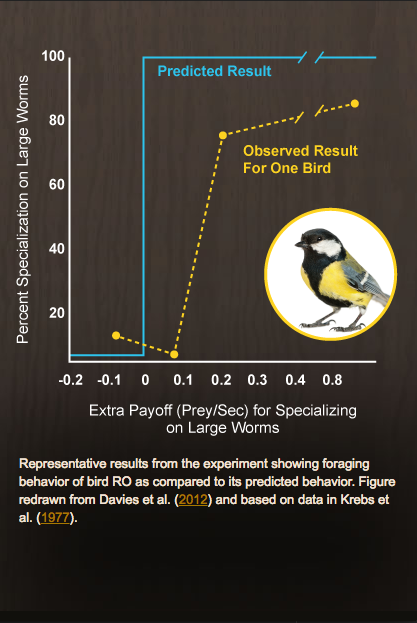 100
Predicted Result
80
Observed Result
For One Bird
60
40
20
Percent Specialization on Large Worms
-0.2 -0.1 0 0.1 0.2 0.3 0.4 0.8
Extra Payoff (Prey/Sec) for Specializing
on Large Worms
Representative results from the experiment showing foraging
behavior of bird RO as compared to its predicted behavior. Figure
redrawn from Davies et al. (2012) and based on data in Krebs et
al. (1977).